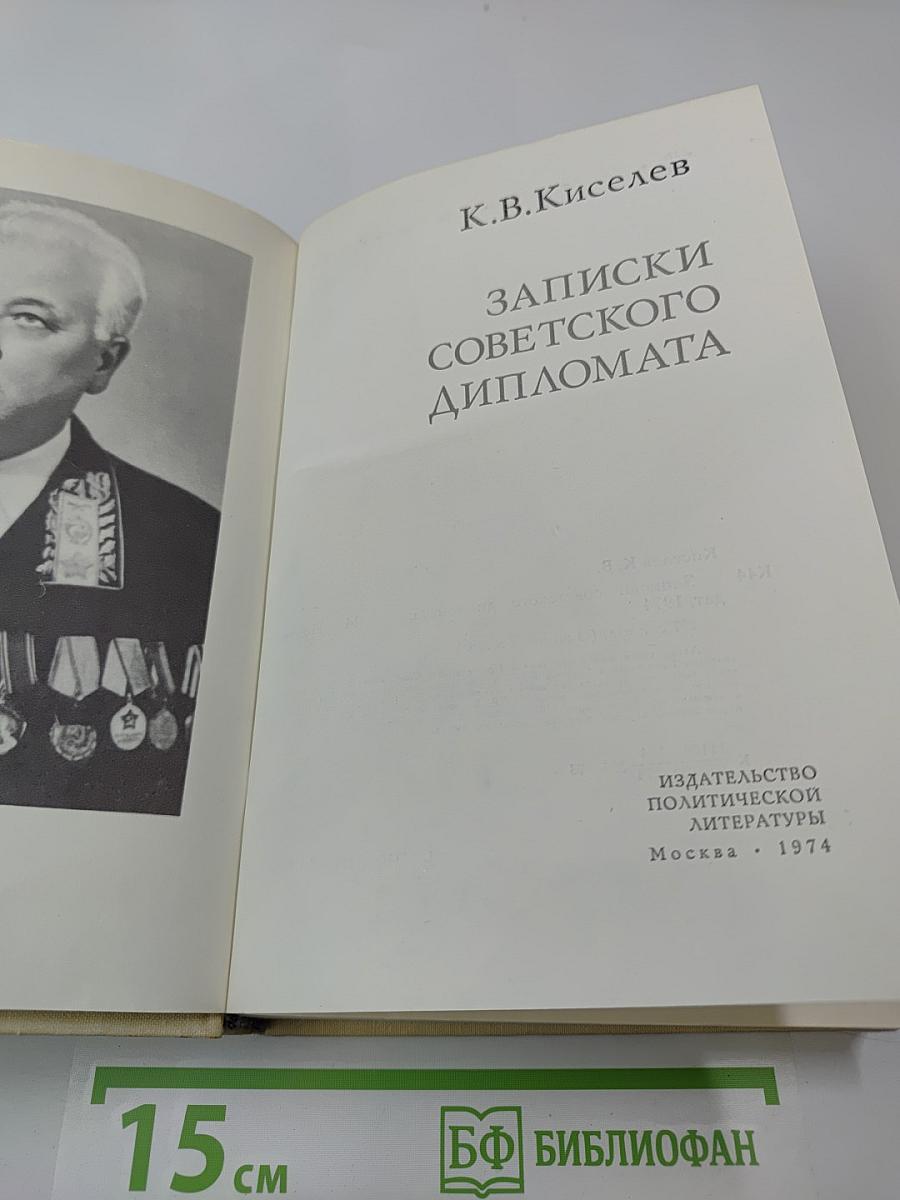 К.В.Киселев
ЗАПИСКИ
СОВЕТСКОГО
ДИПЛОМАТА
ИЗДАТЕЛЬСТВО
ПОЛИТИЧЕСКОЙ
ЛИТЕРАТУРЫ
Москва • 1974
15 см
БФ БИБЛИОФАН